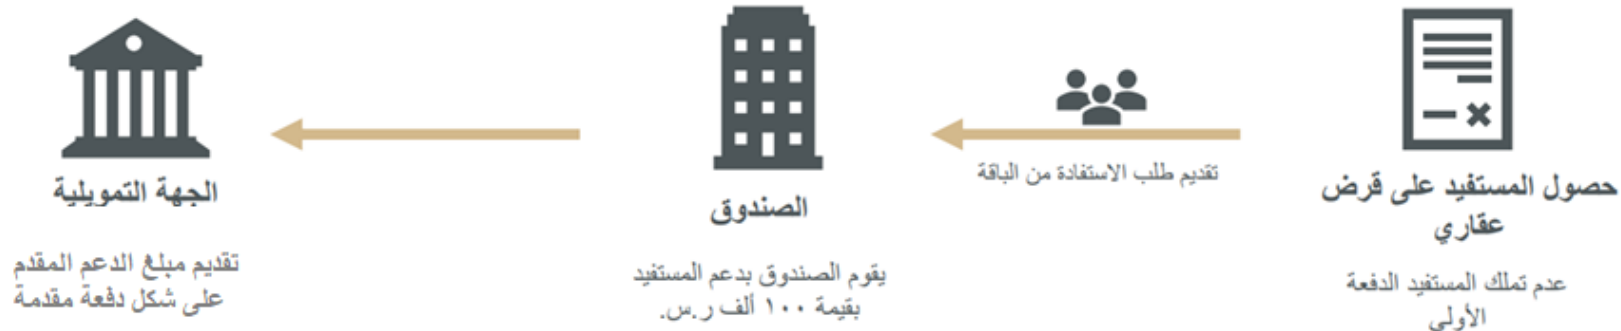 حصول المستفيد على قرض
عقاري
عدم تملك المستفيد الدفعة
الأولى
تقديم طلب الاستفادة من الباقة
الصندوق
يقوم الصندوق بدعم المستفيد
بقيمة ١٠٠ ألف ر.س.
الجهة التمويلية
تقديم مبلغ الدعم المقدم
على شكل دفعة مقدمة